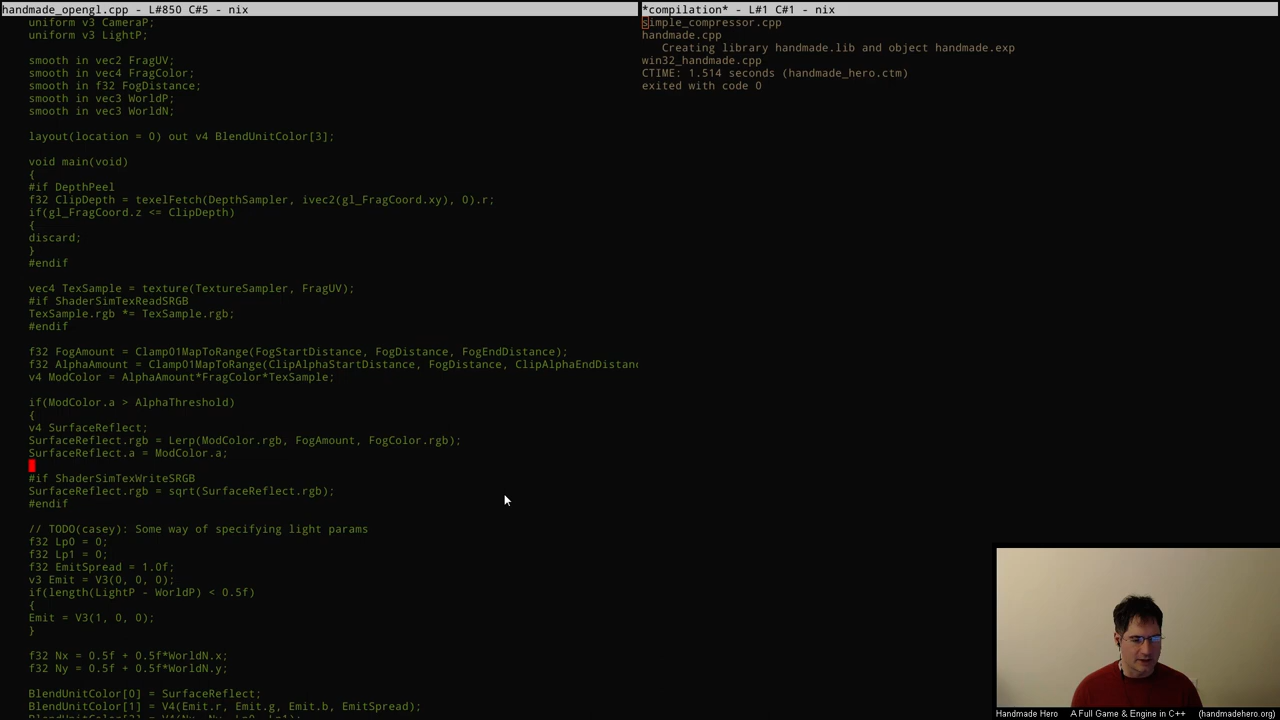 handmade_opengl.cpp - L#850 C#5 - nix
uniform v3 CameraP;
uniform v3 LightP;
smooth in vec2 FragUV;
smooth in vec4 FragColor;
smooth in f32 FogDistance;
smooth in vec3 WorldP;
smooth in vec3 WorldN;
layout(location = 0) out v4 BlendUnitColor[3];
void main(void)
{
#if DepthPeel
f32 ClipDepth = texelFetch(DepthSampler, ivec2(gl_FragCoord.xy), 0).r;
if(gl_FragCoord.z <= ClipDepth)
{
discard;
}
#endif
vec4 TexSample = texture(TextureSampler, FragUV);
#if ShaderSimTexReadSRGB
TexSample.rgb *= TexSample.rgb;
#endif
f32 FogAmount = Clamp01MapToRange(FogStartDistance, FogDistance, FogEndDistance);
f32 AlphaAmount = Clamp01MapToRange(ClipAlphaStartDistance, FogDistance, ClipAlphaEndDistanc
v4 ModColor = AlphaAmount*FragColor*TexSample;
if(ModColor.a > AlphaThreshold)
{
v4 SurfaceReflect;
SurfaceReflect.rgb = Lerp(ModColor.rgb, FogAmount, FogColor.rgb);
SurfaceReflect.a = ModColor.a;
#if ShaderSimTexWriteSRGB
SurfaceReflect.rgb = sqrt(SurfaceReflect.rgb);
#endif
// TODO(casey): Some way of specifying light params
f32 Lp0 = 0;
f32 Lp1 = 0;
f32 EmitSpread = 1.0f;
v3 Emit = V3(0, 0, 0);
if(length(LightP - WorldP) < 0.5f)
{
Emit = V3(1, 0, 0);
}
f32 Nx = 0.5f + 0.5f*WorldN.x;
f32 Ny = 0.5f + 0.5f*WorldN.y;
BlendUnitColor[0] = SurfaceReflect;
BlendUnitColor[1] = V4(Emit.r, Emit.g, Emit.b, EmitSpread);
BlendUnitColor[2] = V4(Nx, Ny, Lp0, Lp1);
*compilation* - L#1 C#1 - nix
simple_compressor.cpp
handmade.cpp
Creating library handmade.lib and object handmade.exp
win32_handmade.cpp
CTIME: 1.514 seconds (handmade_hero.ctm)
exited with code 0
Handmade Hero A Full Game & Engine in C++ (handmadehero.org)